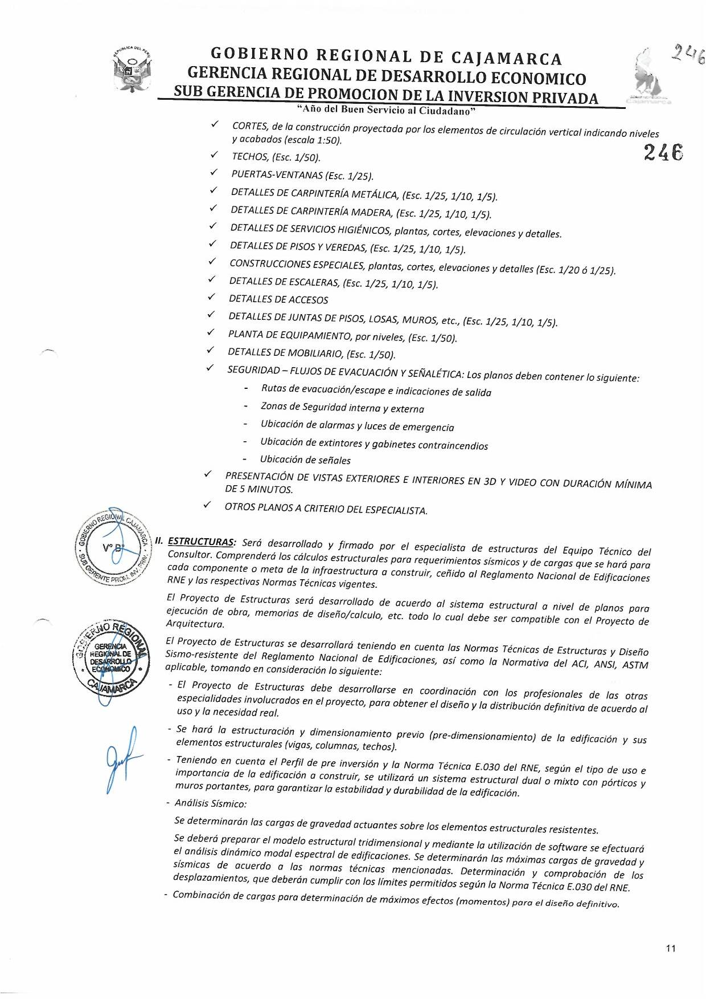 REPUBLICA DEL PERU
246
GOBIERNO REGIONAL DE CAJAMARCA
GERENCIA REGIONAL DE DESARROLLO ECONOMICO
SUB GERENCIA DE PROMOCION DE LA INVERSION PRIVADA
“Año del Buen Servicio al Ciudadano”
Cajamarca
✓ CORTES, de la construcción proyectada por los elementos de circulación vertical indicando niveles
y acabados (escala 1:50).
246
✓ TECHOS, (Esc. 1/50).
✓ PUERTAS-VENTANAS (Esc. 1/25).
✓ DETALLES DE CARPINTERÍA METÁLICA, (Esc. 1/25, 1/10, 1/5).
✓ DETALLES DE CARPINTERÍA MADERA, (Esc. 1/25, 1/10, 1/5).
✓ DETALLES DE SERVICIOS HIGIÉNICOS, plantas, cortes, elevaciones y detalles.
✓ DETALLES DE PISOS Y VEREDAS, (Esc. 1/25, 1/10, 1/5).
✓ CONSTRUCCIONES ESPECIALES, plantas, cortes, elevaciones y detalles (Esc. 1/20 ó 1/25).
✓ DETALLES DE ESCALERAS, (Esc. 1/25, 1/10, 1/5).
✓ DETALLES DE ACCESOS
✓ DETALLES DE JUNTAS DE PISOS, LOSAS, MUROS, etc., (Esc. 1/25, 1/10, 1/5).
✓ PLANTA DE EQUIPAMIENTO, por niveles, (Esc. 1/50).
✓ DETALLES DE MOBILIARIO, (Esc. 1/50).
✓ SEGURIDAD – FLUJOS DE EVACUACIÓN Y SEÑALÉTICA: Los planos deben contener lo siguiente:
- Rutas de evacuación/escape e indicaciones de salida
- Zonas de Seguridad interna y externa
- Ubicación de alarmas y luces de emergencia
- Ubicación de extintores y gabinetes contraincendios
- Ubicación de señales
✓ PRESENTACIÓN DE VISTAS EXTERIORES E INTERIORES EN 3D Y VIDEO CON DURACIÓN MÍNIMA
DE 5 MINUTOS.
✓ OTROS PLANOS A CRITERIO DEL ESPECIALISTA.
GOBIERNO REGIONAL CAJAMARCA
V° B°
SUB GERENTE PROM. INV. PRIV.
II. ESTRUCTURAS: Será desarrollado y firmado por el especialista de estructuras del Equipo Técnico del
Consultor. Comprenderá los cálculos estructurales para requerimientos sísmicos y de cargas que se hará para
cada componente o meta de la infraestructura a construir, ceñido al Reglamento Nacional de Edificaciones
RNE y las respectivas Normas Técnicas vigentes.
El Proyecto de Estructuras será desarrollado de acuerdo al sistema estructural a nivel de planos para
ejecución de obra, memorias de diseño/calculo, etc. todo lo cual debe ser compatible con el Proyecto de
Arquitectura.
GOBIERNO REGIONAL
GERENCIA
REGIONAL DE
DESARROLLO
ECONOMICO
CAJAMARCA
El Proyecto de Estructuras se desarrollará teniendo en cuenta las Normas Técnicas de Estructuras y Diseño
Sismo-resistente del Reglamento Nacional de Edificaciones, así como la Normativa del ACI, ANSI, ASTM
aplicable, tomando en consideración lo siguiente:
- El Proyecto de Estructuras debe desarrollarse en coordinación con los profesionales de las otras
especialidades involucrados en el proyecto, para obtener el diseño y la distribución definitiva de acuerdo al
uso y la necesidad real.
- Se hará la estructuración y dimensionamiento previo (pre-dimensionamiento) de la edificación y sus
elementos estructurales (vigas, columnas, techos).
- Teniendo en cuenta el Perfil de pre inversión y la Norma Técnica E.030 del RNE, según el tipo de uso e
importancia de la edificación a construir, se utilizará un sistema estructural dual o mixto con pórticos y
muros portantes, para garantizar la estabilidad y durabilidad de la edificación.
- Análisis Sísmico:
Se determinarán las cargas de gravedad actuantes sobre los elementos estructurales resistentes.
Se deberá preparar el modelo estructural tridimensional y mediante la utilización de software se efectuará
el análisis dinámico modal espectral de edificaciones. Se determinarán las máximas cargas de gravedad y
sísmicas de acuerdo a las normas técnicas mencionadas. Determinación y comprobación de los
desplazamientos, que deberán cumplir con los límites permitidos según la Norma Técnica E.030 del RNE.
- Combinación de cargas para determinación de máximos efectos (momentos) para el diseño definitivo.
11